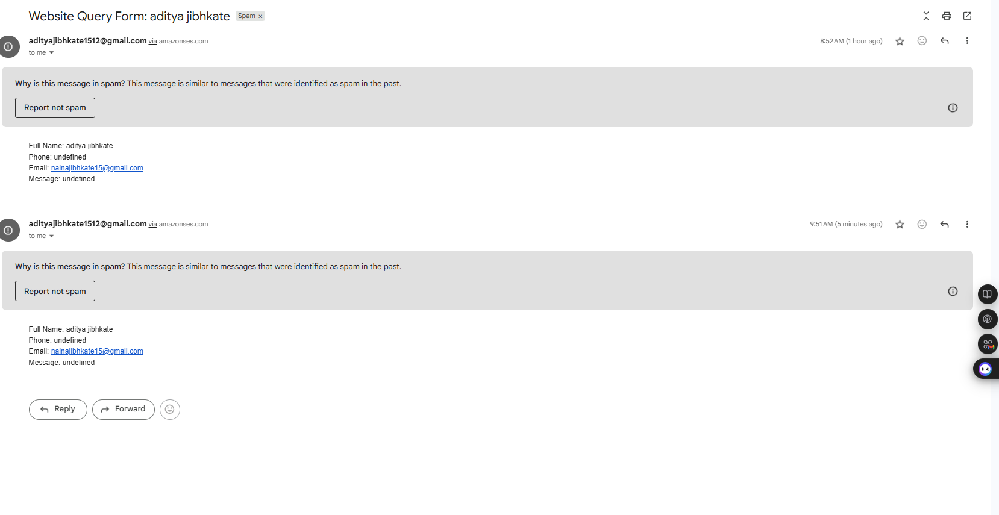 Website Query Form: aditya jibhkate Spam ×
adityajibhkate1512@gmail.com via amazonses.com 8:52 AM (1 hour ago)
to me
Why is this message in spam? This message is similar to messages that were identified as spam in the past.
Report not spam
Full Name: aditya jibhkate
Phone: undefined
Email: nainajibhkate15@gmail.com
Message: undefined
adityajibhkate1512@gmail.com via amazonses.com 9:51 AM (5 minutes ago)
to me
Why is this message in spam? This message is similar to messages that were identified as spam in the past.
Report not spam
Full Name: aditya jibhkate
Phone: undefined
Email: nainajibhkate15@gmail.com
Message: undefined
Reply Forward